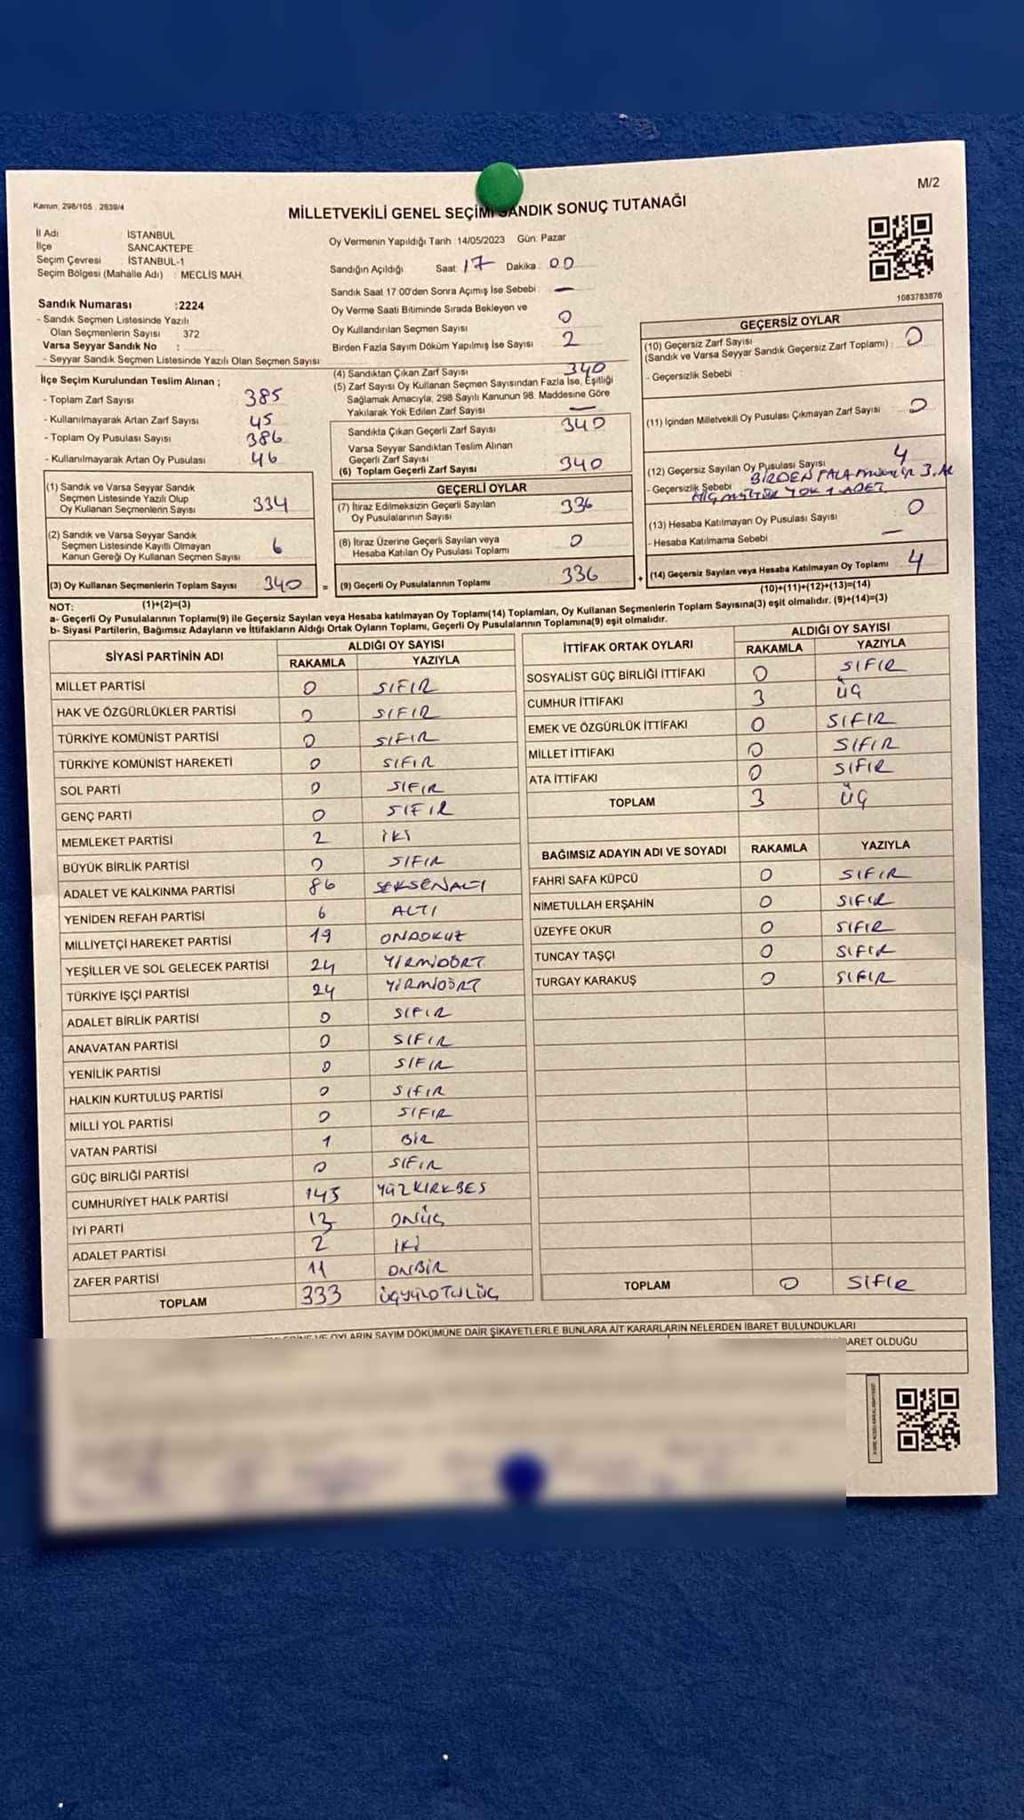 M/2
Kanun: 298/105 . 2839/4
MİLLETVEKİLİ GENEL SEÇİMİ SANDIK SONUÇ TUTANAĞI
İl Adı İSTANBUL
İlçe SANCAKTEPE
Seçim Çevresi İSTANBUL-1
Seçim Bölgesi (Mahalle Adı) : MECLİS MAH.
Sandık Numarası :2224
- Sandık Seçmen Listesinde Yazılı
Olan Seçmenlerin Sayısı 372
Varsa Seyyar Sandık No :
- Seyyar Sandık Seçmen Listesinde Yazılı Olan Seçmen Sayısı:
Oy Vermenin Yapıldığı Tarih 14/05/2023 Gün: Pazar
Sandığın Açıldığı Saat: 17 Dakika : 00
Sandık Saat 17:00'den Sonra Açımış İse Sebebi : —
Oy Verme Saati Bitiminde Sırada Bekleyen ve
Oy Kullandırılan Seçmen Sayısı 0
Birden Fazla Sayım Döküm Yapılmış İse Sayısı 2
1083783876
İlçe Seçim Kurulundan Teslim Alınan ;
- Toplam Zarf Sayısı 385
- Kullanılmayarak Artan Zarf Sayısı 45
- Toplam Oy Pusulası Sayısı 386
- Kullanılmayarak Artan Oy Pusulası 46
(1) Sandık ve Varsa Seyyar Sandık
Seçmen Listesinde Yazılı Olup
Oy Kullanan Seçmenlerin Sayısı 334
(2) Sandık ve Varsa Seyyar Sandık
Seçmen Listesinde Kayıtlı Olmayan
Kanun Gereği Oy Kullanan Seçmen Sayısı 6
(3) Oy Kullanan Seçmenlerin Toplam Sayısı 340 =
(1)+(2)=(3)
(4) Sandıktan Çıkan Zarf Sayısı 340
(5) Zarf Sayısı Oy Kullanan Seçmen Sayısından Fazla İse, Eşitliği
Sağlamak Amacıyla, 298 Sayılı Kanunun 98. Maddesine Göre
Yakılarak Yok Edilen Zarf Sayısı —
Sandıkta Çıkan Geçerli Zarf Sayısı 340
Varsa Seyyar Sandıktan Teslim Alınan
Geçerli Zarf Sayısı
(6) Toplam Geçerli Zarf Sayısı 340
GEÇERLİ OYLAR
(7) İtiraz Edilmeksizin Geçerli Sayılan
Oy Pusulalarının Sayısı 336
(8) İtiraz Üzerine Geçerli Sayılan veya
Hesaba Katılan Oy Pusulası Toplamı 0
(9) Geçerli Oy Pusulalarının Toplamı 336 +
GEÇERSİZ OYLAR
(10) Geçersiz Zarf Sayısı
(Sandık ve Varsa Seyyar Sandık Geçersiz Zarf Toplamı) : 0
- Geçersizlik Sebebi :
(11) İçinden Milletvekili Oy Pusulası Çıkmayan Zarf Sayısı 0
(12) Geçersiz Sayılan Oy Pusulası Sayısı 4
- Geçersizlik Sebebi BİRDEN FALA MÜHÜR 3.
HİÇ MÜHÜR YOK 1 ADET
(13) Hesaba Katılmayan Oy Pusulası Sayısı 0
- Hesaba Katılmama Sebebi —
(14) Geçersiz Sayılan veya Hesaba Katılmayan Oy Toplamı 4
(10)+(11)+(12)+(13)=(14)
NOT:
a- Geçerli Oy Pusulalarının Toplamı(9) ile Geçersiz Sayılan veya Hesaba katılmayan Oy Toplamı(14) Toplamları, Oy Kullanan Seçmenlerin Toplam Sayısına(3) eşit olmalıdır. (9)+(14)=(3)
b- Siyasi Partilerin, Bağımsız Adayların ve İttifakların Aldığı Ortak Oyların Toplamı, Geçerli Oy Pusulalarının Toplamına(9) eşit olmalıdır.
SİYASİ PARTİNİN ADI ALDIĞI OY SAYISI
RAKAMLA YAZIYLA
MİLLET PARTİSİ 0 SIFIR
HAK VE ÖZGÜRLÜKLER PARTİSİ 0 SIFIR
TÜRKİYE KOMÜNİST PARTİSİ 0 SIFIR
TÜRKİYE KOMÜNİST HAREKETİ 0 SIFIR
SOL PARTİ 0 SIFIR
GENÇ PARTİ 0 SIFIR
MEMLEKET PARTİSİ 2 İKİ
BÜYÜK BİRLİK PARTİSİ 0 SIFIR
ADALET VE KALKINMA PARTİSİ 86 SEKSENALTI
YENİDEN REFAH PARTİSİ 6 ALTI
MİLLİYETÇİ HAREKET PARTİSİ 19 ONDOKUZ
YEŞİLLER VE SOL GELECEK PARTİSİ 24 YİRMİDÖRT
TÜRKİYE İŞÇİ PARTİSİ 24 YİRMİDÖRT
ADALET BİRLİK PARTİSİ 0 SIFIR
ANAVATAN PARTİSİ 0 SIFIR
YENİLİK PARTİSİ 0 SIFIR
HALKIN KURTULUŞ PARTİSİ 0 SIFIR
MİLLİ YOL PARTİSİ 0 SIFIR
VATAN PARTİSİ 1 BİR
GÜÇ BİRLİĞİ PARTİSİ 0 SIFIR
CUMHURİYET HALK PARTİSİ 145 YÜZKIRKBEŞ
İYİ PARTİ 13 ONÜÇ
ADALET PARTİSİ 2 İKİ
ZAFER PARTİSİ 11 ONBİR
TOPLAM 333 ÜÇYÜZOTUZÜÇ
İTTİFAK ORTAK OYLARI ALDIĞI OY SAYISI
RAKAMLA YAZIYLA
SOSYALİST GÜÇ BİRLİĞİ İTTİFAKI 0 SIFIR
CUMHUR İTTİFAKI 3 ÜÇ
EMEK VE ÖZGÜRLÜK İTTİFAKI 0 SIFIR
MİLLET İTTİFAKI 0 SIFIR
ATA İTTİFAKI 0 SIFIR
TOPLAM 3 ÜÇ
BAĞIMSIZ ADAYIN ADI VE SOYADI RAKAMLA YAZIYLA
FAHRİ SAFA KÜPCÜ 0 SIFIR
NİMETULLAH ERŞAHİN 0 SIFIR
ÜZEYFE OKUR 0 SIFIR
TUNCAY TAŞÇI 0 SIFIR
TURGAY KARAKUŞ 0 SIFIR
TOPLAM 0 SIFIR
VE OYLARIN SAYIM DÖKÜMÜNE DAİR ŞİKAYETLERLE BUNLARA AİT KARARLARIN NELERDEN İBARET BULUNDUKLARI
BARET OLDUĞU